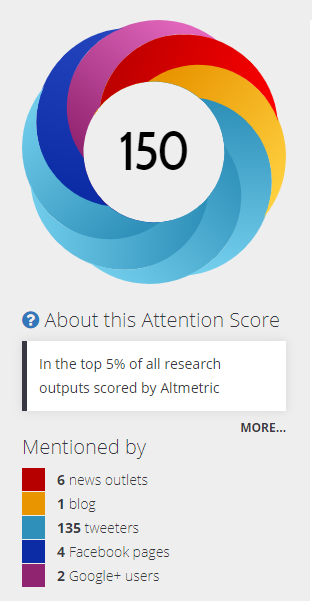 150
About this Attention Score
In the top 5% of all research
outputs scored by Altmetric
MORE...
Mentioned by
6 news outlets
1 blog
135 tweeters
4 Facebook pages
2 Google+ users